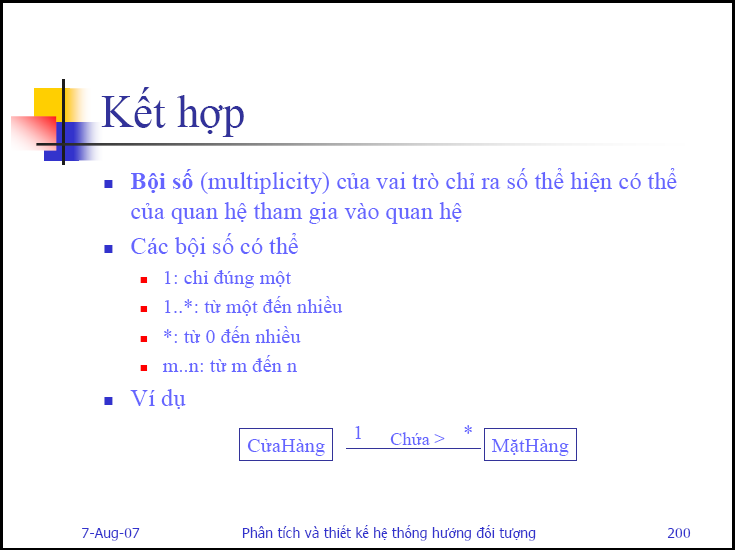 Kết hợp
Bội số (multiplicity) của vai trò chỉ ra số thể hiện có thể
của quan hệ tham gia vào quan hệ
Các bội số có thể
1: chỉ đúng một
1..*: từ một đến nhiều
*: từ 0 đến nhiều
m..n: từ m đến n
Ví dụ
CửaHàng 1 Chứa > * MặtHàng
7-Aug-07 Phân tích và thiết kế hệ thống hướng đối tượng 200